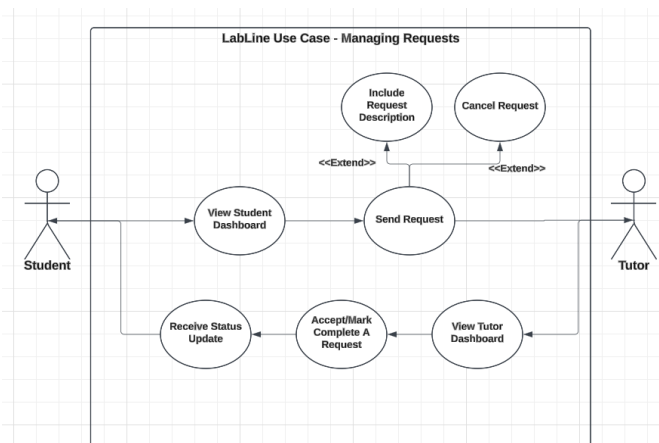 LabLine Use Case - Managing Requests
Include
Request
Description
Cancel Request
<<Extend>>
<<Extend>>
View Student
Dashboard
Send Request
Student
Tutor
Receive Status
Update
Accept/Mark
Complete A
Request
View Tutor
Dashboard